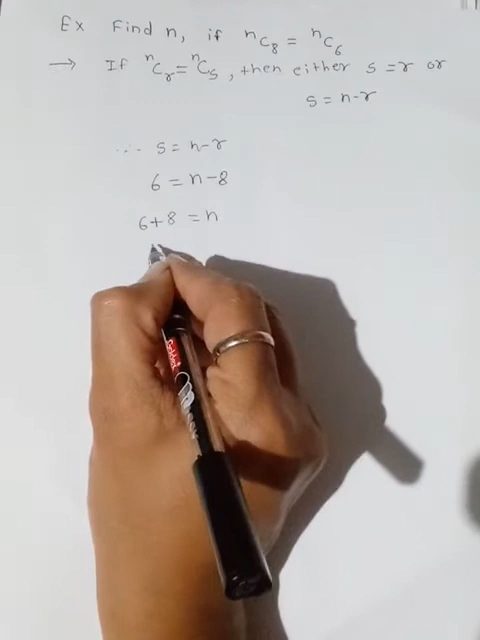 Ex Find n, if ⁿC₈ = ⁿC₆
→ If ⁿCᵣ = ⁿCₛ, then either s = r or
s = n-r
∴ s = n-r
6 = n-8
6+8 = n